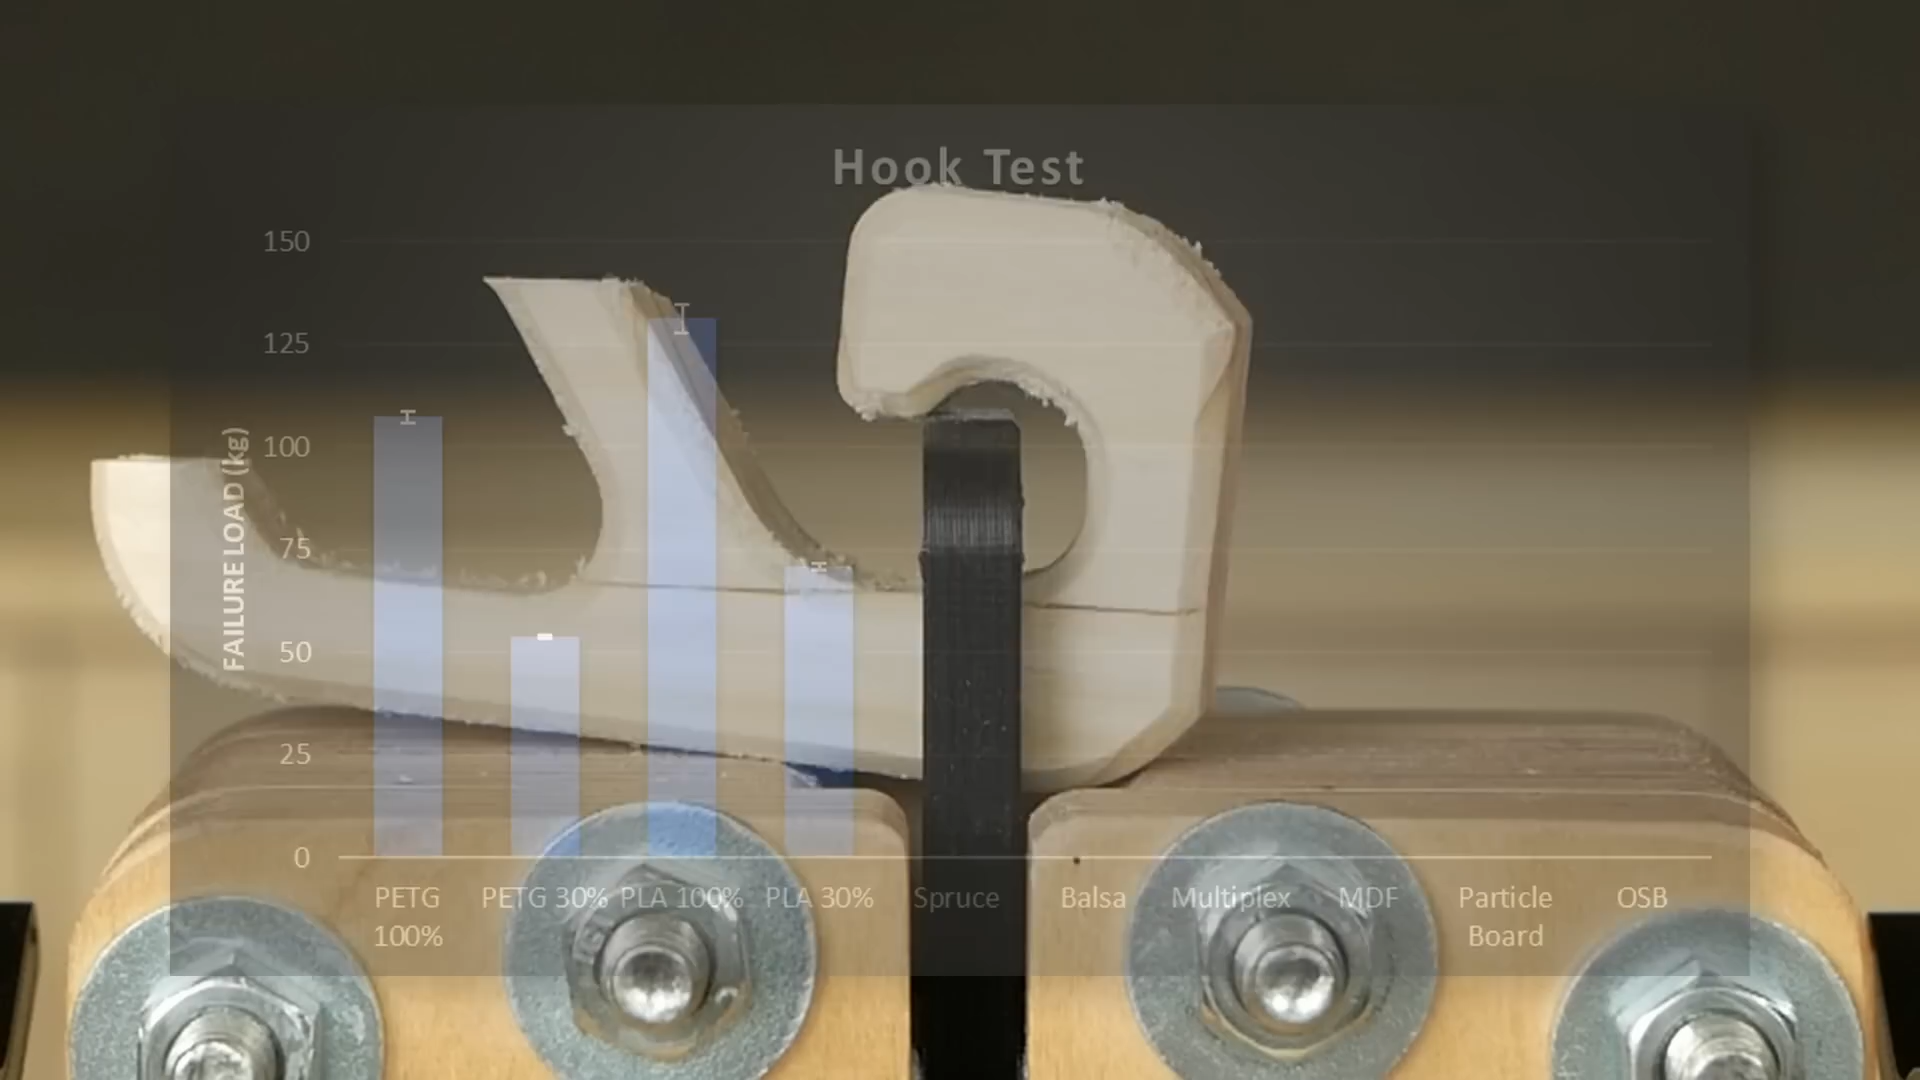 Hook Test
150
125
100
75
50
25
0
FAILURE LOAD (kg)
PETG 100%
PETG 30%
PLA 100%
PLA 30%
Spruce
Balsa
Multiplex
MDF
Particle Board
OSB